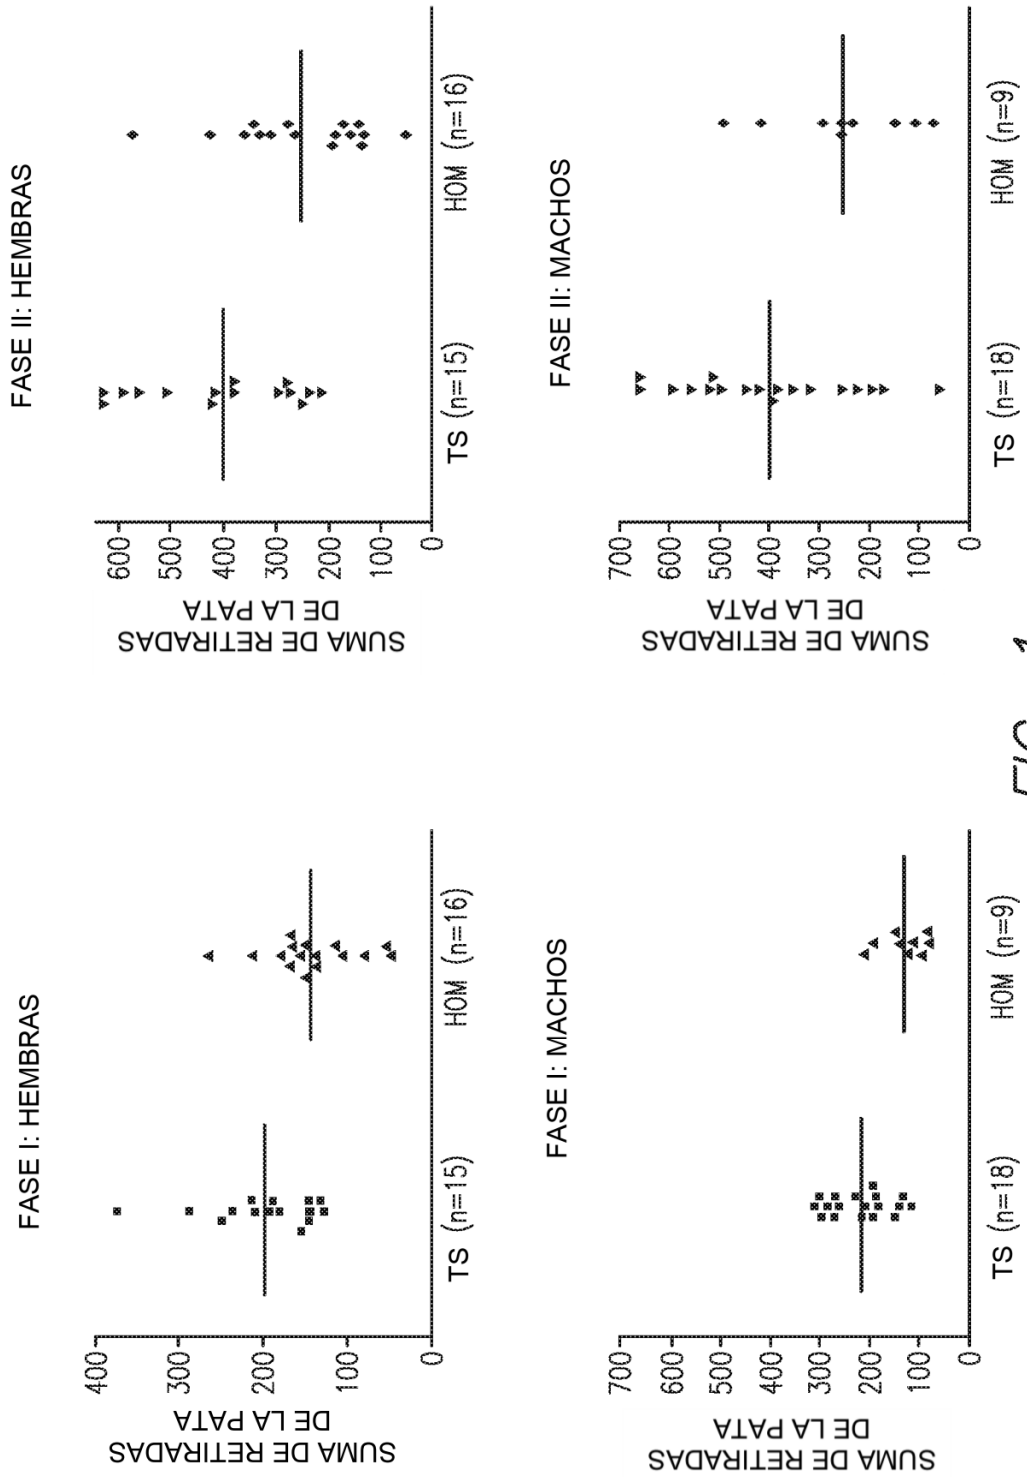 FASE I: HEMBRAS
SUMA DE RETIRADAS
DE LA PATA
400
300
200
100
0
TS (n=15)
HOM (n=16)
FASE II: HEMBRAS
SUMA DE RETIRADAS
DE LA PATA
600
500
400
300
200
100
0
TS (n=15)
HOM (n=16)
FASE I: MACHOS
SUMA DE RETIRADAS
DE LA PATA
700
600
500
400
300
200
100
0
TS (n=18)
HOM (n=9)
FASE II: MACHOS
SUMA DE RETIRADAS
DE LA PATA
700
600
500
400
300
200
100
0
TS (n=18)
HOM (n=9)